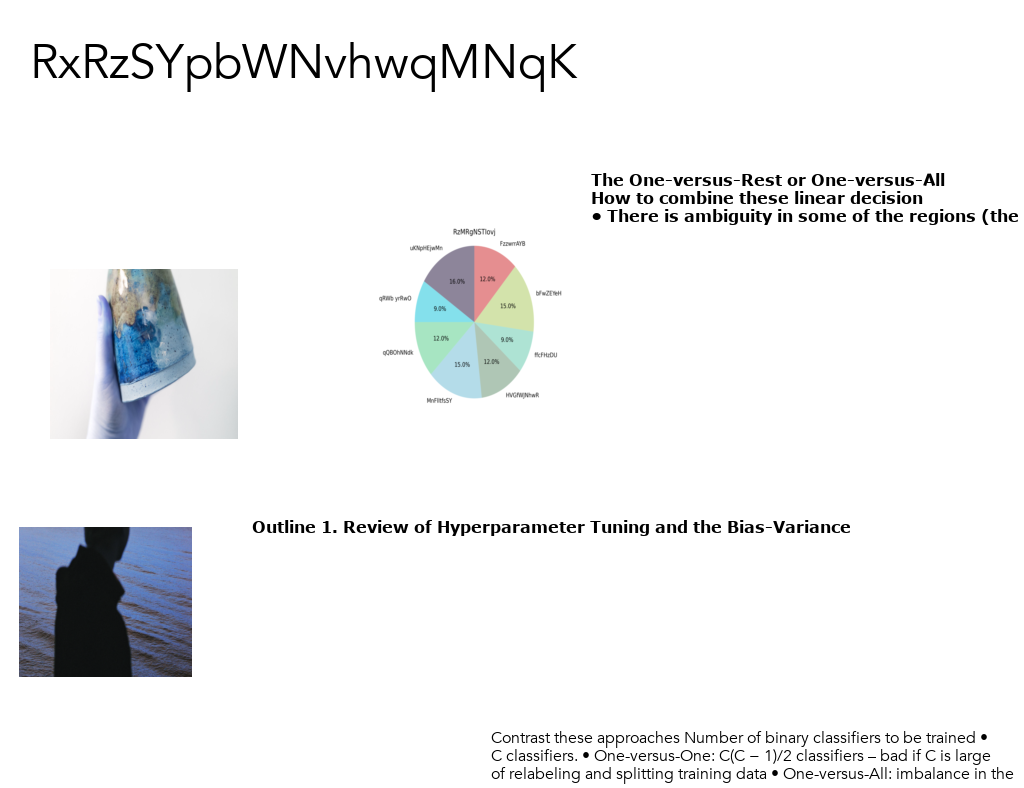 RxRzSYpbWNvhwqMNqK
The One-versus-Rest or One-versus-All
How to combine these linear decision
• There is ambiguity in some of the regions (the
RzMRgNSTlovj
uKNpHEjwMn
FzzwrrAYB
16.0%
12.0%
bFwZEYeH
qRWb yrRwO
15.0%
9.0%
12.0%
9.0%
qQBOhNNdk
ffcFHzDU
15.0%
12.0%
HVGfWJNhwR
Outline 1. Review of Hyperparameter Tuning and the Bias-Variance
Contrast these approaches Number of binary classifiers to be trained •
C classifiers. • One-versus-One: C(C − 1)/2 classifiers – bad if C is large
of relabeling and splitting training data • One-versus-All: imbalance in the